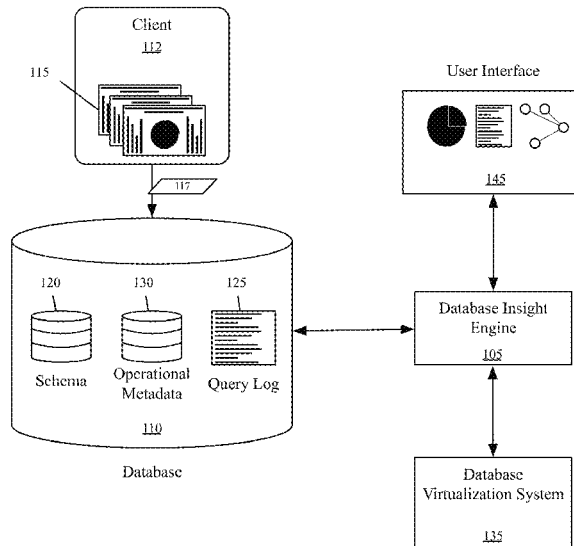 Client
112
115
117
User Interface
145
120
130
125
Schema
Operational
Metadata
Query Log
110
Database
Database Insight
Engine
105
Database
Virtualization System
135